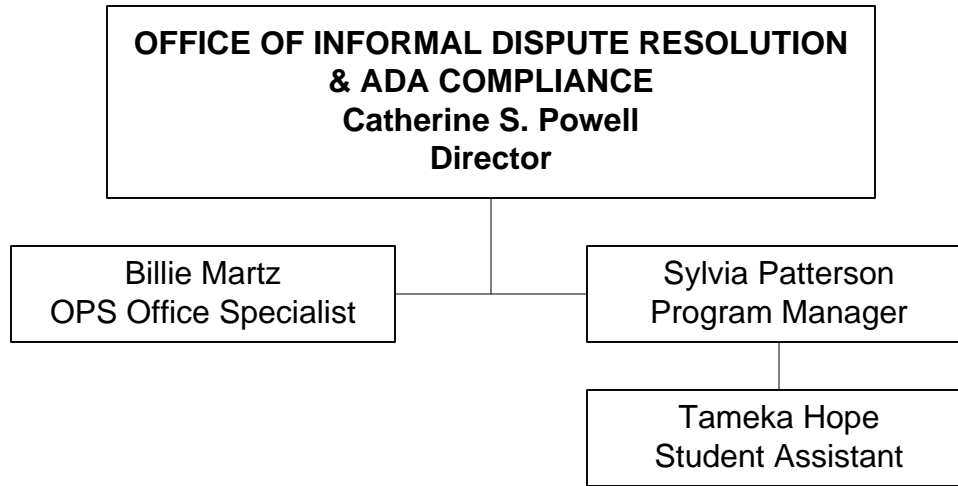 OFFICE OF INFORMAL DISPUTE RESOLUTION
& ADA COMPLIANCE
Catherine S. Powell
Director
Billie Martz
OPS Office Specialist
Sylvia Patterson
Program Manager
Tameka Hope
Student Assistant